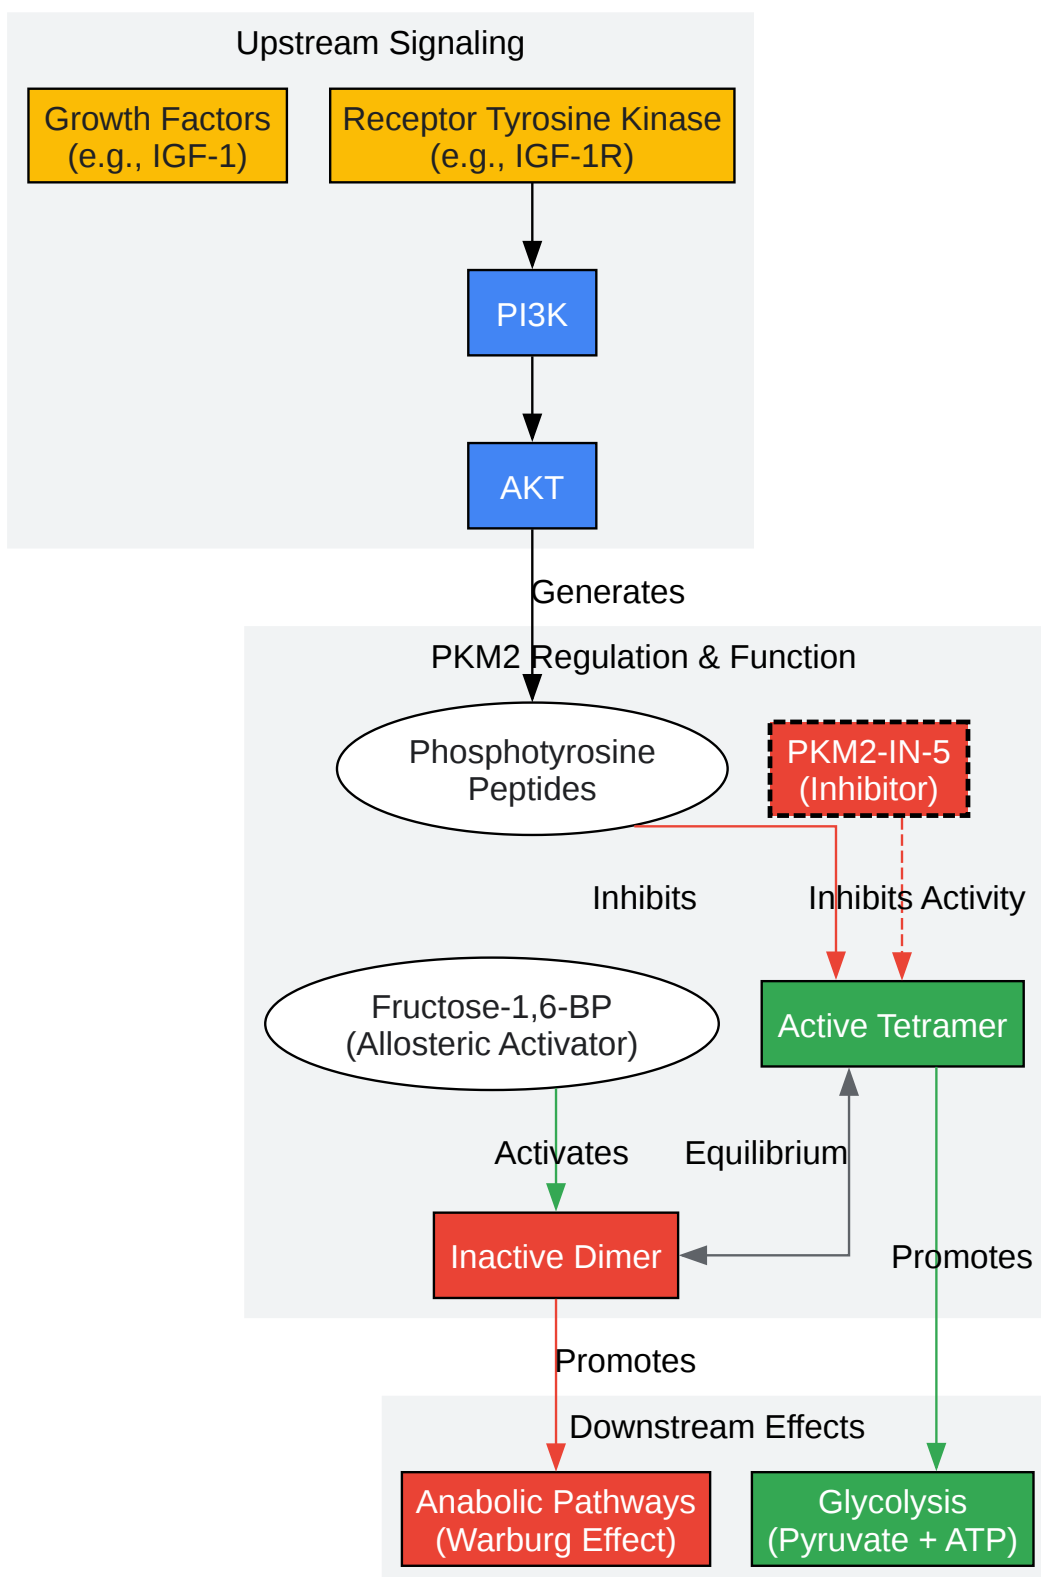 Upstream Signaling
Growth Factors
(e.g., IGF-1)
Receptor Tyrosine Kinase
(e.g., IGF-1R)
PI3K
AKT
Generates
PKM2 Regulation & Function
Phosphotyrosine
Peptides
PKM2-IN-5
(Inhibitor)
Inhibits
Inhibits Activity
Fructose-1,6-BP
(Allosteric Activator)
Active Tetramer
Activates
Equilibrium
Inactive Dimer
Promotes
Promotes
Downstream Effects
Anabolic Pathways
(Warburg Effect)
Glycolysis
(Pyruvate + ATP)